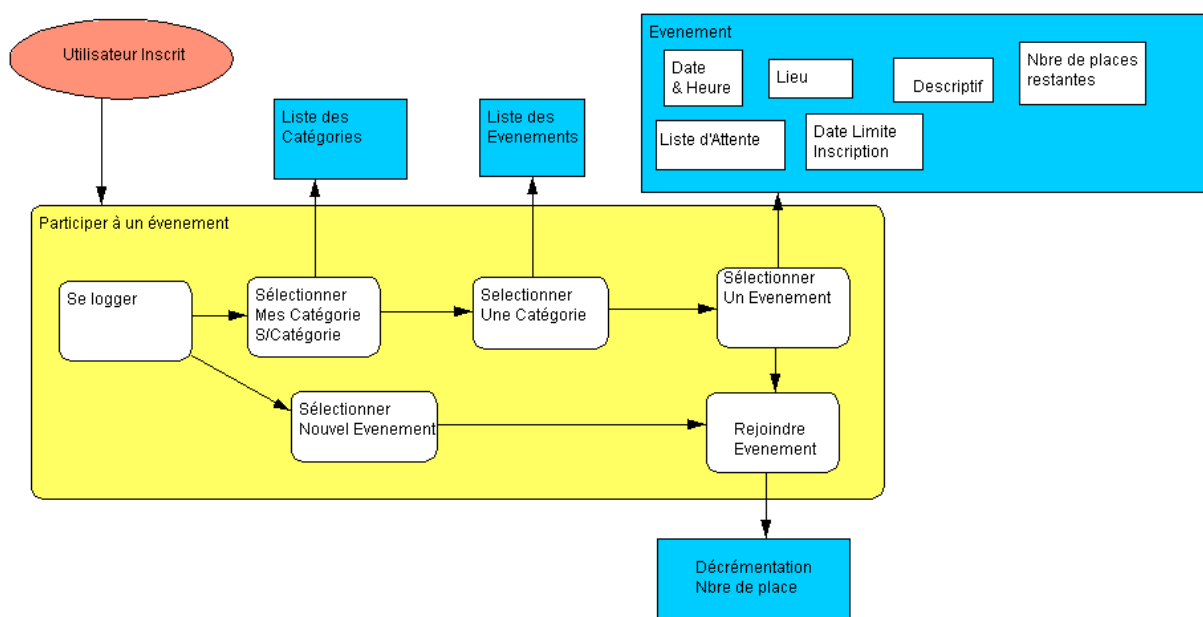 Utilisateur Inscrit
Liste des
Catégories
Liste des
Evenements
Evenement
Date
& Heure
Lieu
Descriptif
Nbre de places
restantes
Liste d'Attente
Date Limite
Inscription
Participer à un évenement
Se logger
Sélectionner
Mes Catégorie
S/Catégorie
Selectionner
Une Catégorie
Sélectionner
Un Evenement
Sélectionner
Nouvel Evenement
Rejoindre
Evenement
Décrémentation
Nbre de place